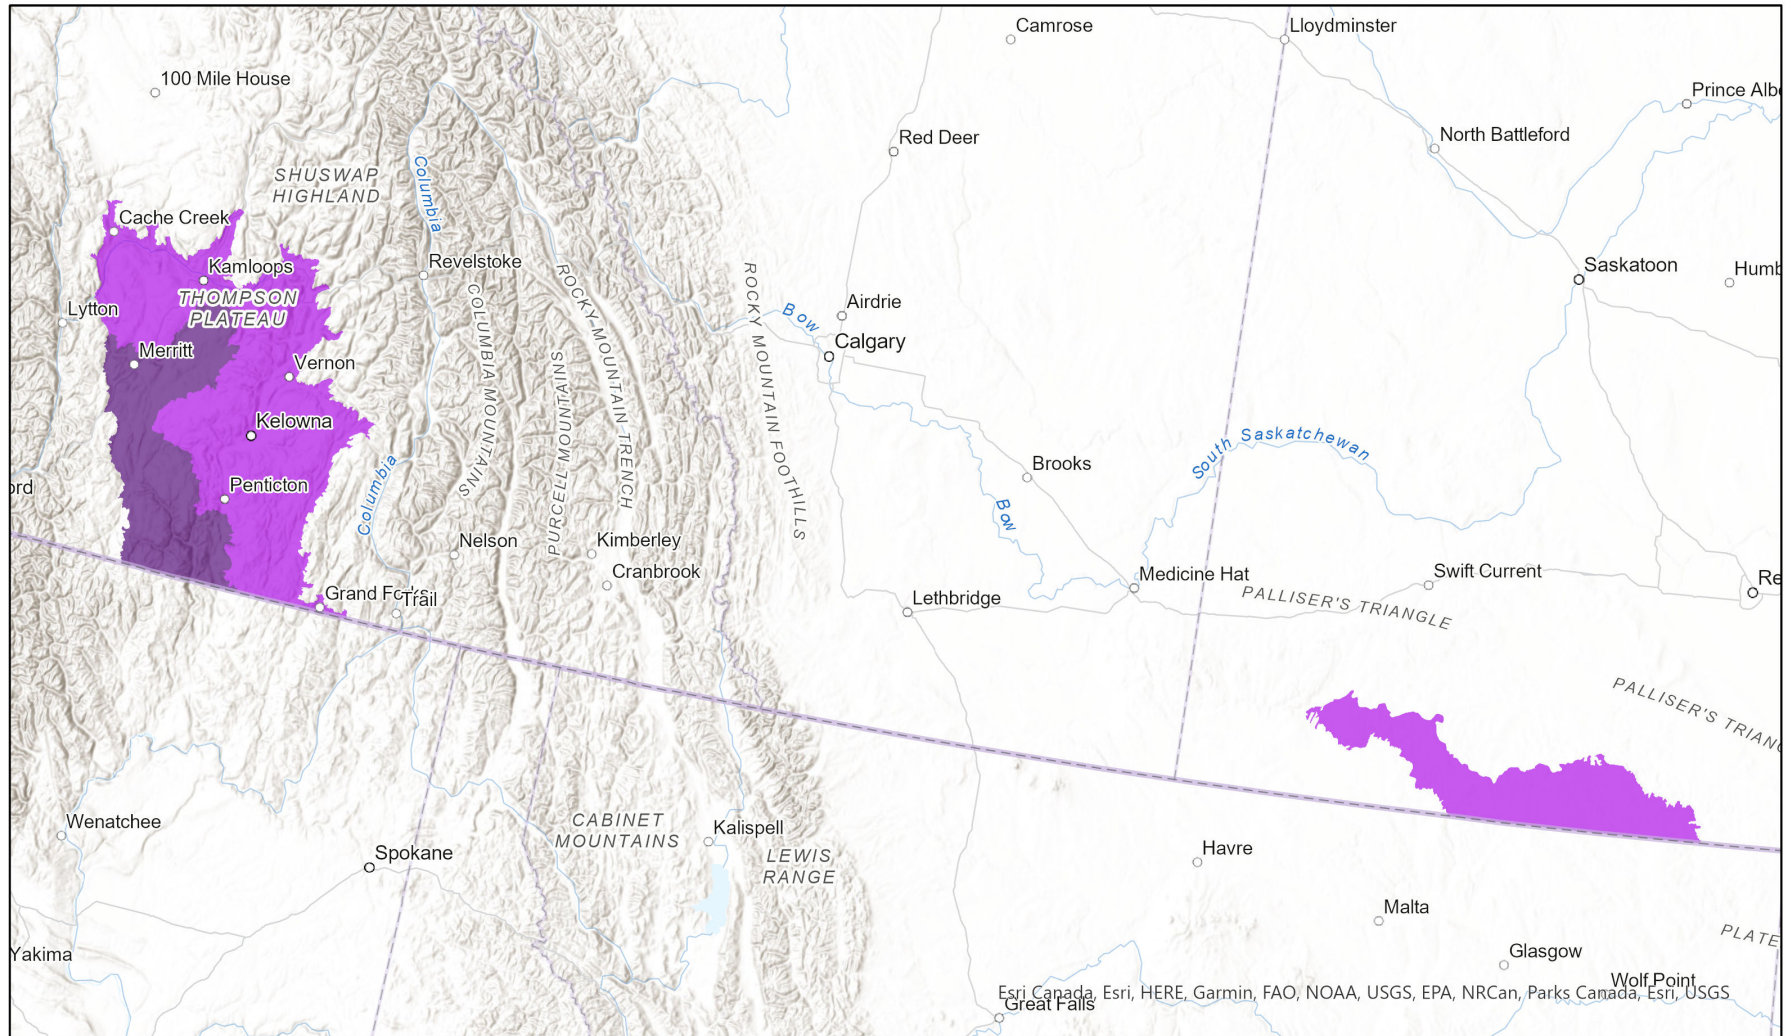 Camrose
Lloydminster
100 Mile House
Prince Albe
Red Deer
North Battleford
SHUSWAP
HIGHLAND
Columbia
Cache Creek
Kamloops
Revelstoke
Saskatoon
Humb
THOMPSON
PLATEAU
Lytton
Airdrie
Bow
Calgary
Merritt
Vernon
COLUMBIA MOUNTAINS
ROCKY MOUNTAIN TRENCH
ROCKY MOUNTAIN FOOTHILLS
PURCELL MOUNTAINS
Kelowna
South Saskatchewan
Brooks
ord
Penticton
Columbia
Bow
Nelson
Kimberley
Cranbrook
Medicine Hat
Swift Current
Re
Grand Forks
Trail
Lethbridge
PALLISER'S TRIANGLE
PALLISER'S TRIANG
Wenatchee
CABINET
MOUNTAINS
Kalispell
Spokane
LEWIS
RANGE
Havre
Malta
PLATE
Yakima
Glasgow
Wolf Point
Esri Canada, Esri, HERE, Garmin, FAO, NOAA, USGS, EPA, NRCan, Parks Canada, Esri, USGS
Great Falls